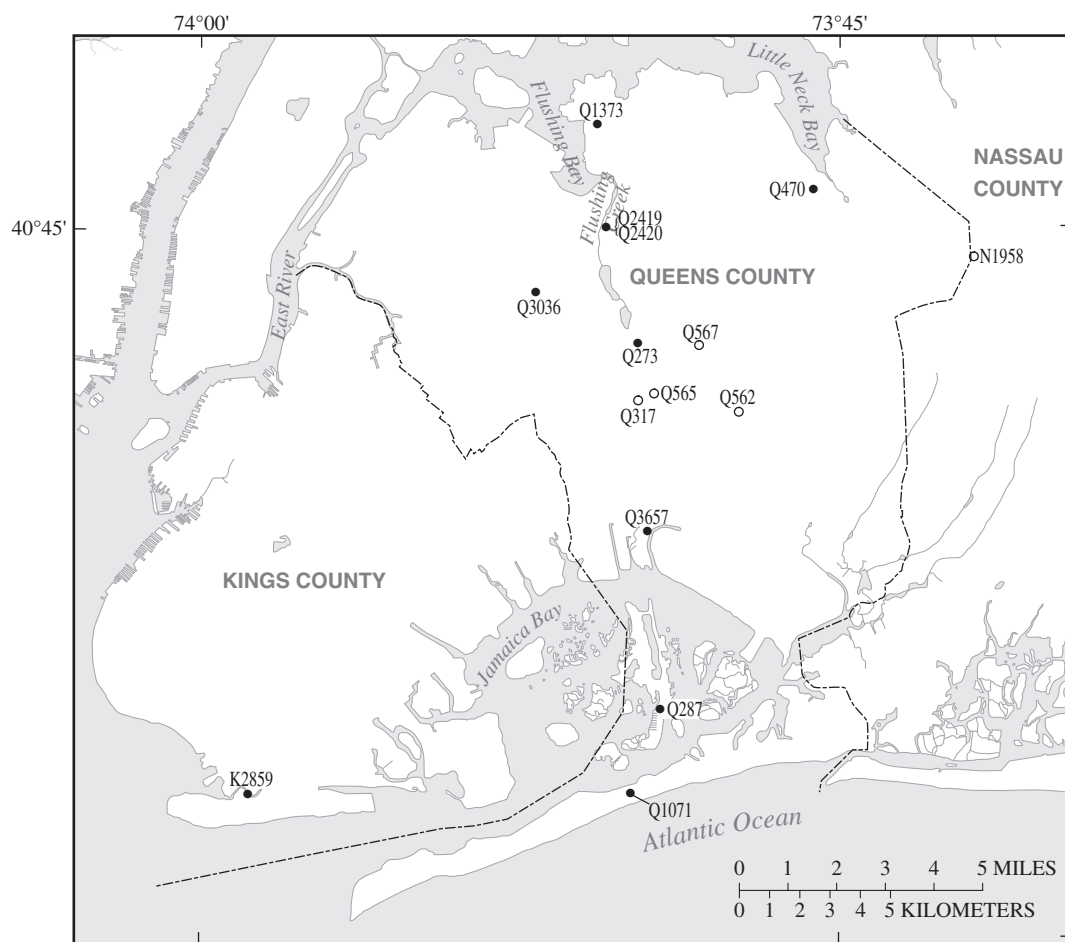 74°00'
73°45'
Little Neck Bay
Flushing Bay
Q1373
NASSAU
COUNTY
Q470
Flushing
Creek
Q2419
Q2420
40°45'
East River
QUEENS COUNTY
N1958
Q3036
Q567
Q273
Q565
Q562
Q317
Q3657
KINGS COUNTY
Jamaica Bay
Q287
K2859
Q1071
Atlantic Ocean
0 1 2 3 4 5 MILES
0 1 2 3 4 5 KILOMETERS